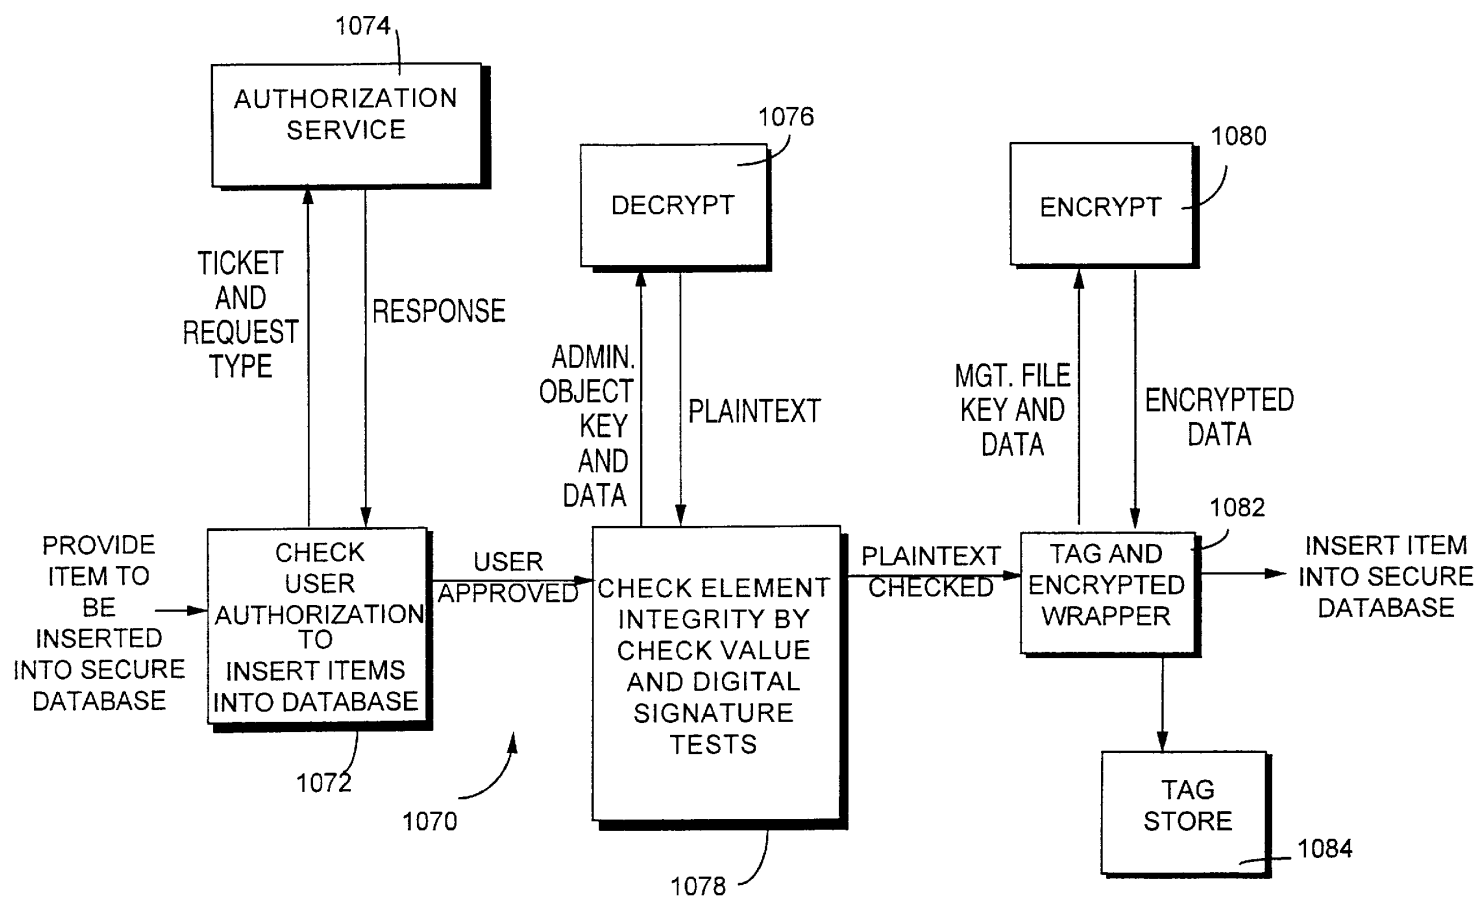 1074
AUTHORIZATION
SERVICE
1076
DECRYPT
1080
ENCRYPT
TICKET
AND
REQUEST
TYPE
RESPONSE
ADMIN.
OBJECT
KEY
AND
DATA
PLAINTEXT
MGT. FILE
KEY AND
DATA
ENCRYPTED
DATA
PROVIDE
ITEM TO
BE
INSERTED
INTO SECURE
DATABASE
CHECK
USER
AUTHORIZATION
TO
INSERT ITEMS
INTO DATABASE
1072
USER
APPROVED
1070
CHECK ELEMENT
INTEGRITY BY
CHECK VALUE
AND DIGITAL
SIGNATURE
TESTS
1078
PLAINTEXT
CHECKED
1082
TAG AND
ENCRYPTED
WRAPPER
INSERT ITEM
INTO SECURE
DATABASE
TAG
STORE
1084